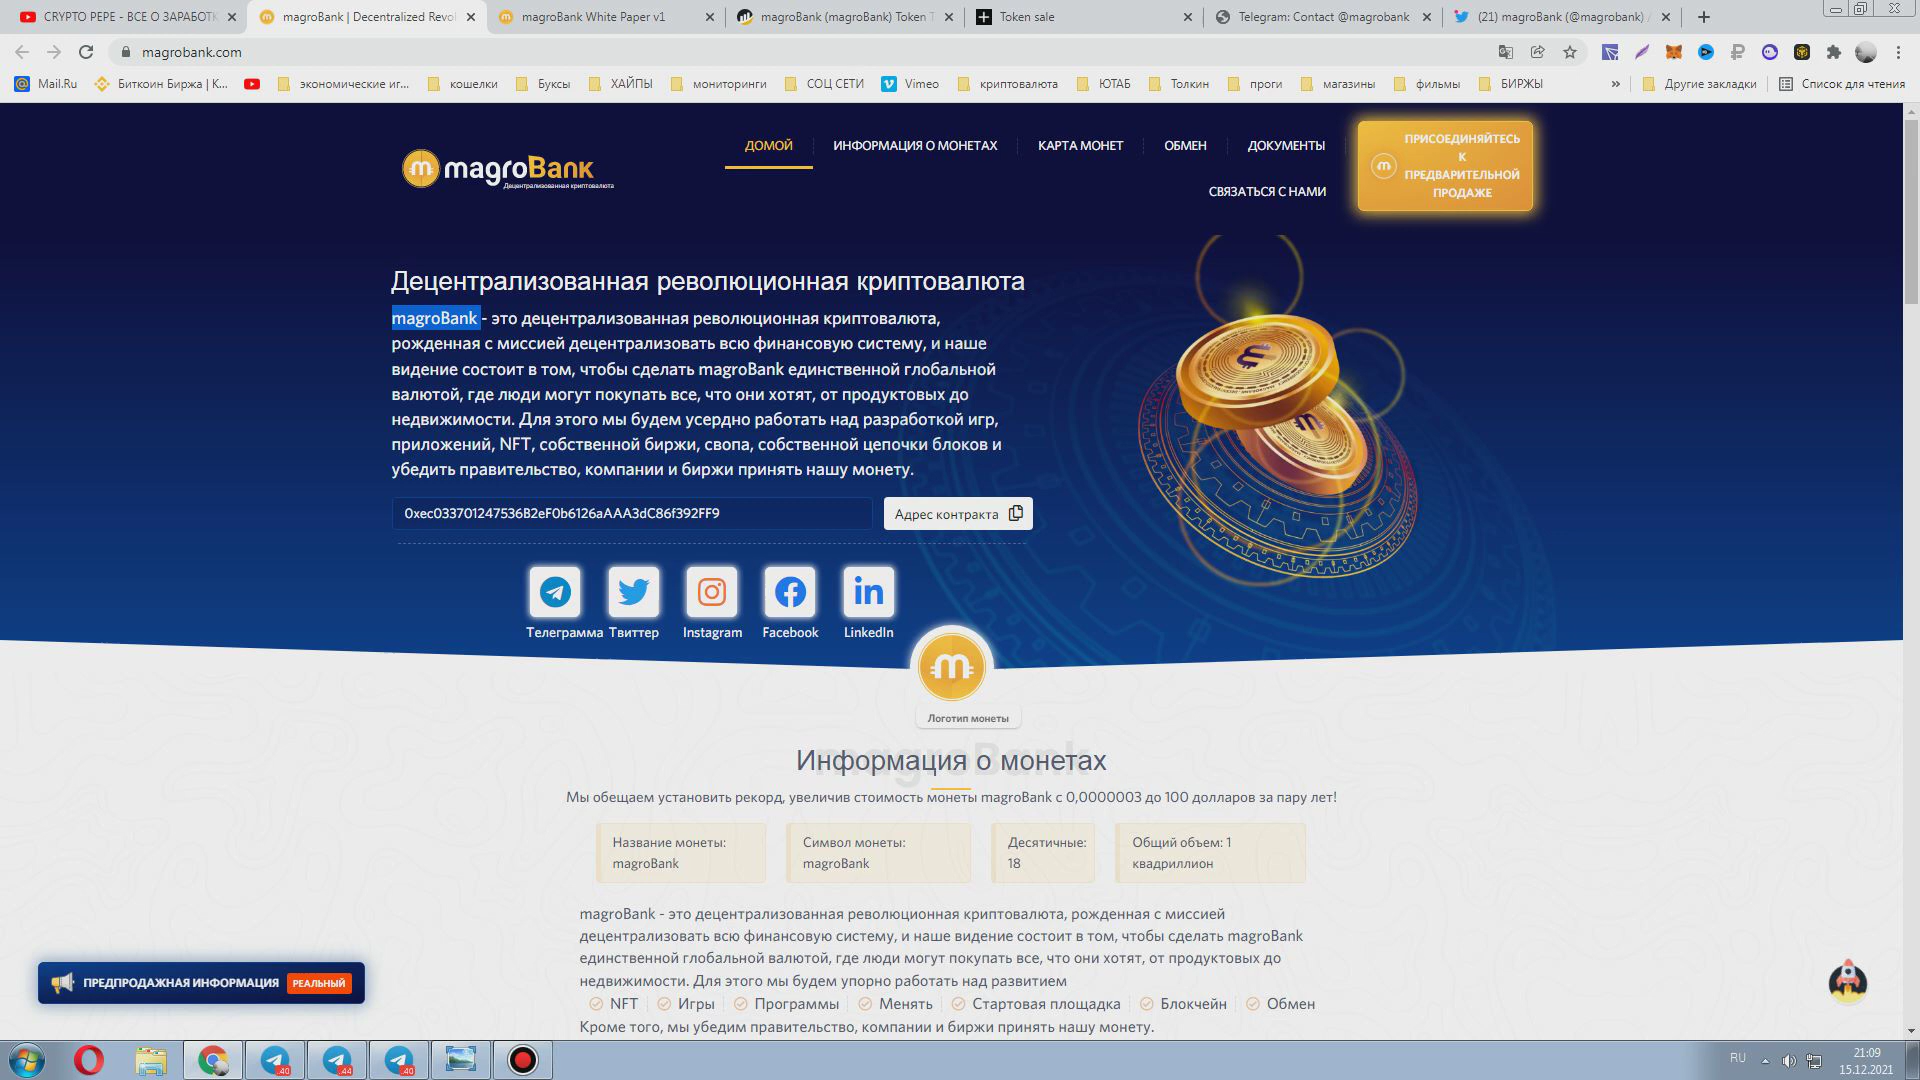 CRYPTO PEPE - ВСЕ О ЗАРАБОТК
magroBank | Decentralized Revol
magroBank White Paper v1
magroBank (magroBank) Token T
Token sale
Telegram: Contact @magrobank
(21) magroBank (@magrobank) /
magrobank.com
Mail.Ru
Биткоин Биржа | K...
экономические иг...
кошелки
Буксы
ХАЙПЫ
мониторинги
СОЦ СЕТИ
Vimeo
криптовалюта
ЮТАБ
Толкин
проги
магазины
фильмы
БИРЖЫ
»
Другие закладки
Список для чтения
magroBank
Децентрализованная криптовалюта
ДОМОЙ
ИНФОРМАЦИЯ О МОНЕТАХ
КАРТА МОНЕТ
ОБМЕН
ДОКУМЕНТЫ
СВЯЗАТЬСЯ С НАМИ
ПРИСОЕДИНЯЙТЕСЬ
К
ПРЕДВАРИТЕЛЬНОЙ
ПРОДАЖЕ
Децентрализованная революционная криптовалюта
magroBank - это децентрализованная революционная криптовалюта,
рожденная с миссией децентрализовать всю финансовую систему, и наше
видение состоит в том, чтобы сделать magroBank единственной глобальной
валютой, где люди могут покупать все, что они хотят, от продуктовых до
недвижимости. Для этого мы будем усердно работать над разработкой игр,
приложений, NFT, собственной биржи, свопа, собственной цепочки блоков и
убедить правительство, компании и биржи принять нашу монету.
0xec033701247536B2eF0b6126aAAA3dC86f392FF9
Адрес контракта
Телеграмма
Твиттер
Instagram
Facebook
LinkedIn
Логотип монеты
magroBank
Информация о монетах
Мы обещаем установить рекорд, увеличив стоимость монеты magroBank с 0,0000003 до 100 долларов за пару лет!
Название монеты:
magroBank
Символ монеты:
magroBank
Десятичные:
18
Общий объем: 1
квадриллион
magroBank - это децентрализованная революционная криптовалюта, рожденная с миссией
децентрализовать всю финансовую систему, и наше видение состоит в том, чтобы сделать magroBank
единственной глобальной валютой, где люди могут покупать все, что они хотят, от продуктовых до
недвижимости. Для этого мы будем упорно работать над развитием
NFT
Игры
Программы
Менять
Стартовая площадка
Блокчейн
Обмен
Кроме того, мы убедим правительство, компании и биржи принять нашу монету.
ПРЕДПРОДАЖНАЯ ИНФОРМАЦИЯ
РЕАЛЬНЫЙ
40
44
40
RU
21:09
15.12.2021